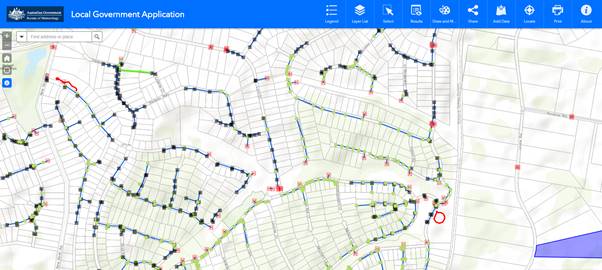 Australian Government
Bureau of Meteorology
Local Government Application
Legend
Layer List
Select
Results
Draw and M...
Share
Add Data
Locate
Print
About
Find address or place